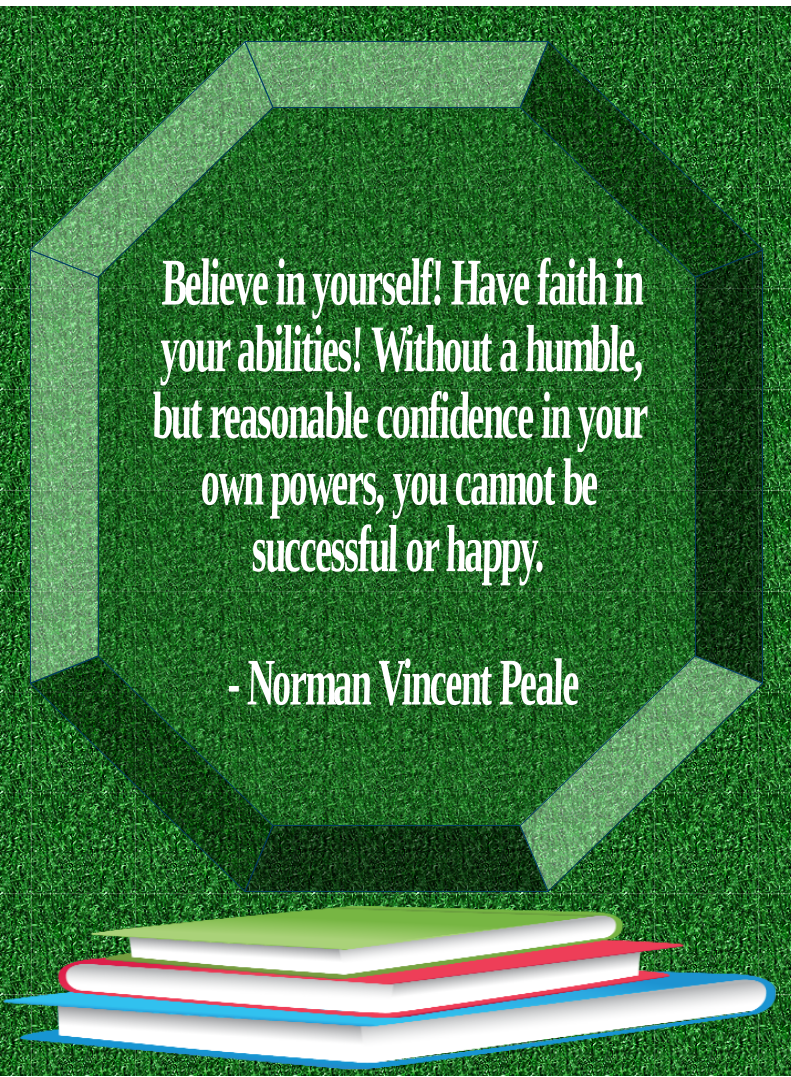 Believe in yourself! Have faith in
your abilities! Without a humble,
but reasonable confidence in your
own powers, you cannot be
successful or happy.
- Norman Vincent Peale